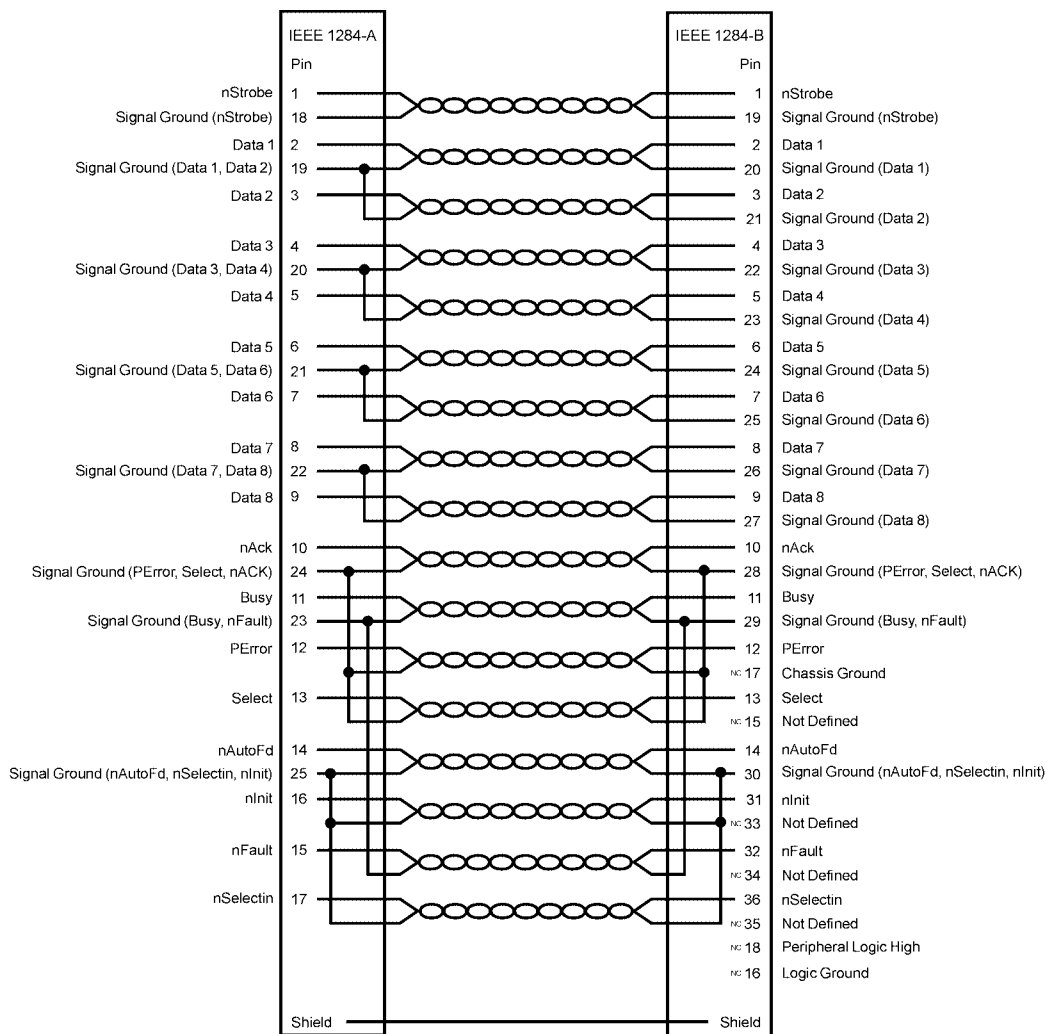 IEEE 1284-A IEEE 1284-B
Pin Pin
nStrobe 1 1 nStrobe
Signal Ground (nStrobe) 18 19 Signal Ground (nStrobe)
Data 1 2 2 Data 1
Signal Ground (Data 1, Data 2) 19 20 Signal Ground (Data 1)
Data 2 3 3 Data 2
21 Signal Ground (Data 2)
Data 3 4 4 Data 3
Signal Ground (Data 3, Data 4) 20 22 Signal Ground (Data 3)
Data 4 5 5 Data 4
23 Signal Ground (Data 4)
Data 5 6 6 Data 5
Signal Ground (Data 5, Data 6) 21 24 Signal Ground (Data 5)
Data 6 7 7 Data 6
25 Signal Ground (Data 6)
Data 7 8 8 Data 7
Signal Ground (Data 7, Data 8) 22 26 Signal Ground (Data 7)
Data 8 9 9 Data 8
27 Signal Ground (Data 8)
nAck 10 10 nAck
Signal Ground (PError, Select, nACK) 24 28 Signal Ground (PError, Select, nACK)
Busy 11 11 Busy
Signal Ground (Busy, nFault) 23 29 Signal Ground (Busy, nFault)
PError 12 12 PError
NC 17 Chassis Ground
Select 13 13 Select
NC 15 Not Defined
nAutoFd 14 14 nAutoFd
Signal Ground (nAutoFd, nSelectin, nInit) 25 30 Signal Ground (nAutoFd, nSelectin, nInit)
nInit 16 31 nInit
NC 33 Not Defined
nFault 15 32 nFault
NC 34 Not Defined
nSelectin 17 36 nSelectin
NC 35 Not Defined
NC 18 Peripheral Logic High
NC 16 Logic Ground
Shield Shield